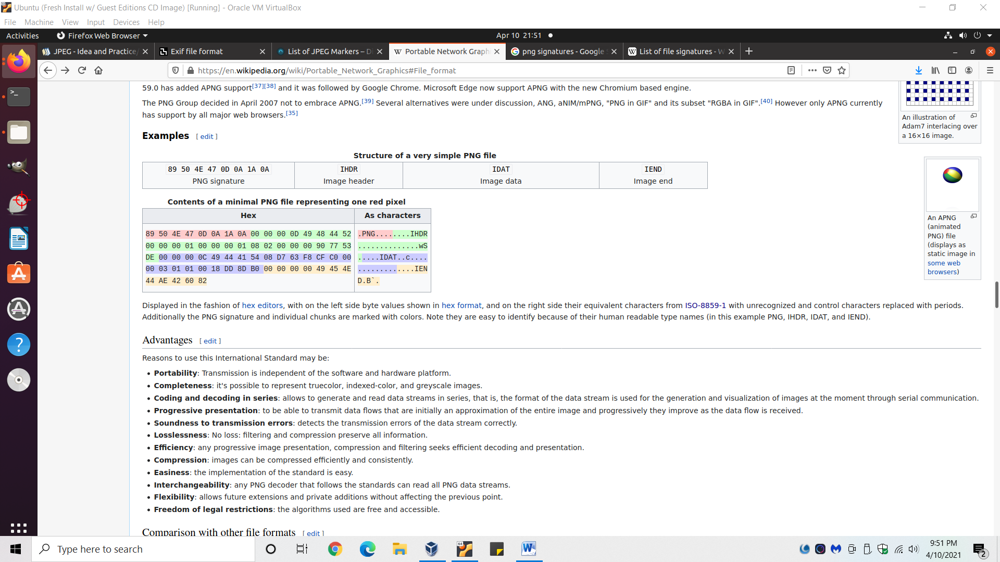 Ubuntu (Fresh Install w/ Guest Editions CD Image) [Running] - Oracle VM VirtualBox
File Machine View Input Devices Help
Activities Firefox Web Browser Apr 10 21:51
JPEG - Idea and Practice/ Exif file format List of JPEG Markers – D Portable Network Graph png signatures - Google S List of file signatures - W
https://en.wikipedia.org/wiki/Portable_Network_Graphics#File_format
59.0 has added APNG support[37][38] and it was followed by Google Chrome. Microsoft Edge now support APNG with the new Chromium based engine.
The PNG Group decided in April 2007 not to embrace APNG.[39] Several alternatives were under discussion, ANG, aNIM/mPNG, "PNG in GIF" and its subset "RGBA in GIF".[40] However only APNG currently
has support by all major web browsers.[35]
An illustration of
Adam7 interlacing over
a 16×16 image.
Examples [ edit ]
Structure of a very simple PNG file
89 50 4E 47 0D 0A 1A 0A IHDR IDAT IEND
PNG signature Image header Image data Image end
Contents of a minimal PNG file representing one red pixel
Hex As characters
89 50 4E 47 0D 0A 1A 0A 00 00 00 0D 49 48 44 52 .PNG........IHDR
00 00 00 01 00 00 00 01 08 02 00 00 00 90 77 53 ..............wS
DE 00 00 00 0C 49 44 41 54 08 D7 63 F8 CF C0 00 .....IDAT..c....
00 03 01 01 00 18 DD 8D B0 00 00 00 00 49 45 4E .............IEN
44 AE 42 60 82 D.B`.
An APNG
(animated
PNG) file
(displays as
static image in
some web
browsers)
Displayed in the fashion of hex editors, with on the left side byte values shown in hex format, and on the right side their equivalent characters from ISO-8859-1 with unrecognized and control characters replaced with periods.
Additionally the PNG signature and individual chunks are marked with colors. Note they are easy to identify because of their human readable type names (in this example PNG, IHDR, IDAT, and IEND).
Advantages [ edit ]
Reasons to use this International Standard may be:
• Portability: Transmission is independent of the software and hardware platform.
• Completeness: it's possible to represent truecolor, indexed-color, and greyscale images.
• Coding and decoding in series: allows to generate and read data streams in series, that is, the format of the data stream is used for the generation and visualization of images at the moment through serial communication.
• Progressive presentation: to be able to transmit data flows that are initially an approximation of the entire image and progressively they improve as the data flow is received.
• Soundness to transmission errors: detects the transmission errors of the data stream correctly.
• Losslessness: No loss: filtering and compression preserve all information.
• Efficiency: any progressive image presentation, compression and filtering seeks efficient decoding and presentation.
• Compression: images can be compressed efficiently and consistently.
• Easiness: the implementation of the standard is easy.
• Interchangeability: any PNG decoder that follows the standards can read all PNG data streams.
• Flexibility: allows future extensions and private additions without affecting the previous point.
• Freedom of legal restrictions: the algorithms used are free and accessible.
Comparison with other file formats [ edit ]
Type here to search
9:51 PM
4/10/2021
2